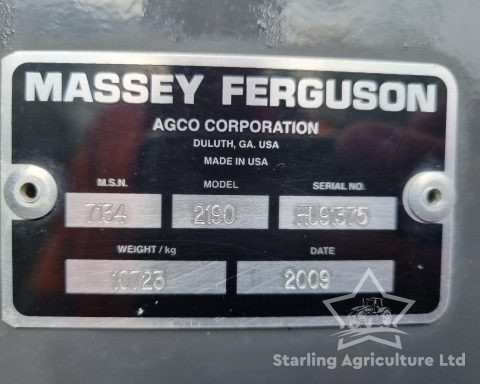 MASSEY FERGUSON
AGCO CORPORATION
DULUTH, GA. USA
MADE IN USA
M.S.N. MODEL SERIAL NO.
7134 2190 HU91375
WEIGHT / kg DATE
10723 2009
Starling Agriculture Ltd